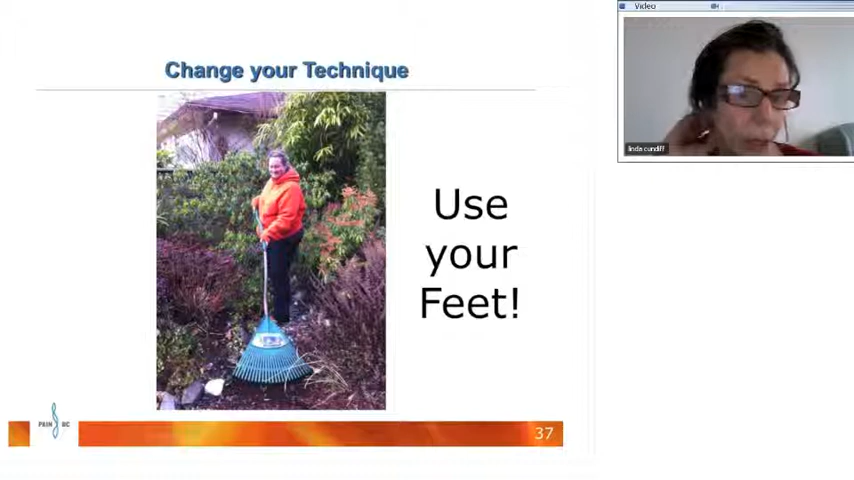 Video
Change your Technique
linda cundiff
Use
your
Feet!
PAIN BC
37